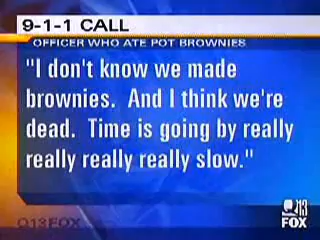 9-1-1 CALL
OFFICER WHO ATE POT BROWNIES
"I don't know we made
brownies.  And I think we're
dead.  Time is going by really
really really really slow."
Q13FOX
Q13
FOX